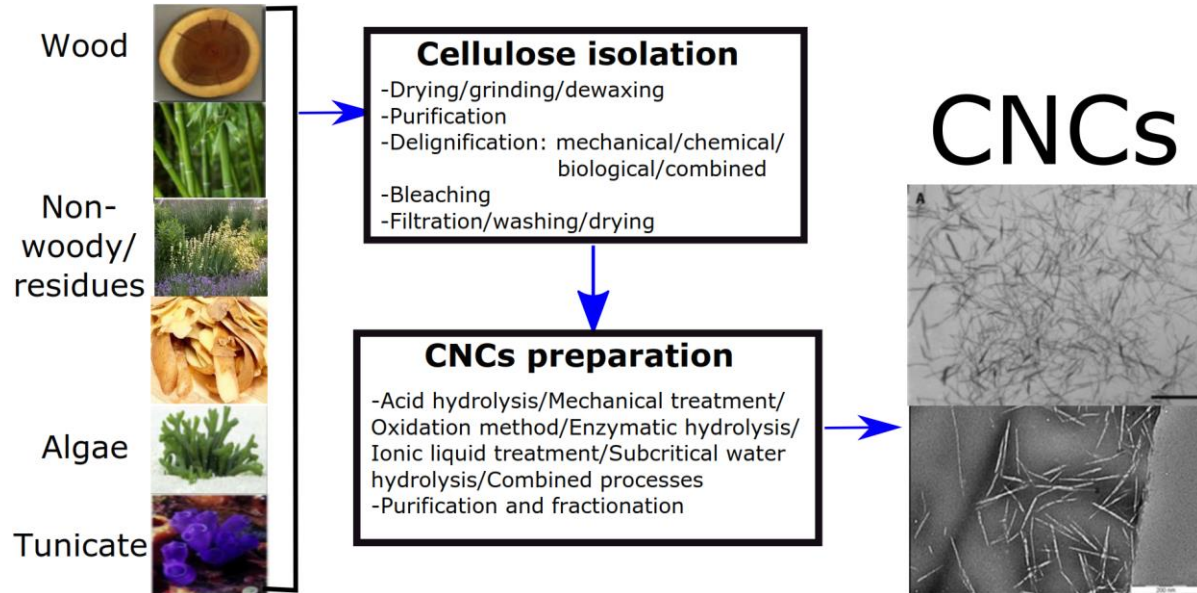 Wood
Non-
woody/
residues
Algae
Tunicate
Cellulose isolation
-Drying/grinding/dewaxing
-Purification
-Delignification: mechanical/chemical/
biological/combined
-Bleaching
-Filtration/washing/drying
CNCs preparation
-Acid hydrolysis/Mechanical treatment/
Oxidation method/Enzymatic hydrolysis/
Ionic liquid treatment/Subcritical water
hydrolysis/Combined processes
-Purification and fractionation
CNCs
A
200 nm